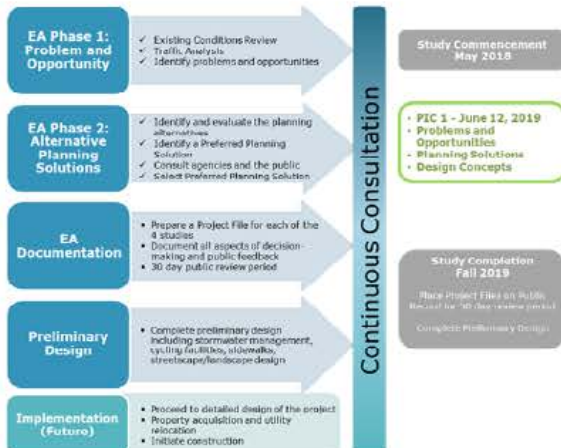 EA Phase 1:
Problem and
Opportunity
✓ Existing Conditions Review
✓ Traffic Analysis
✓ Identify problems and opportunities
EA Phase 2:
Alternative
Planning
Solutions
✓ Identify and evaluate the planning
alternatives
✓ Identify a Preferred Planning
Solution
✓ Consult agencies and the public
✓ Select Preferred Planning Solution
EA
Documentation
• Prepare a Project File for each of the
4 studies
• Document all aspects of decision-
making and public feedback
• 30 day public review period
Preliminary
Design
• Complete preliminary design
including stormwater management,
cycling facilities, sidewalks,
streetscape/landscape design
Implementation
(Future)
• Proceed to detailed design of the project
• Property acquisition and utility
relocation
• Initiate construction
Continuous Consultation
Study Commencement
May 2018
• PIC 1 - June 12, 2019
• Problems and
Opportunities
• Planning Solutions
• Design Concepts
Study Completion
Fall 2019
Place Project Files on Public
Record for 30 day review period
Complete Preliminary Design